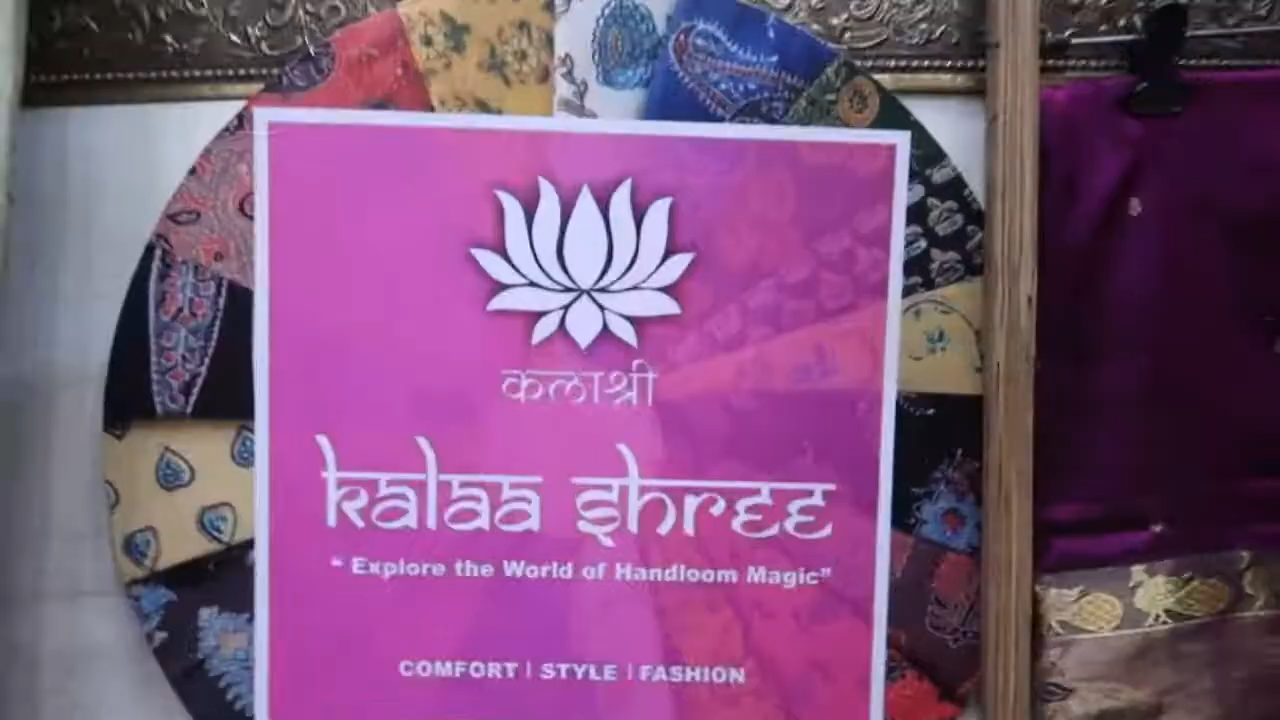 कलाश्री
kalaa shree
“ Explore the World of Handloom Magic”
COMFORT | STYLE | FASHION